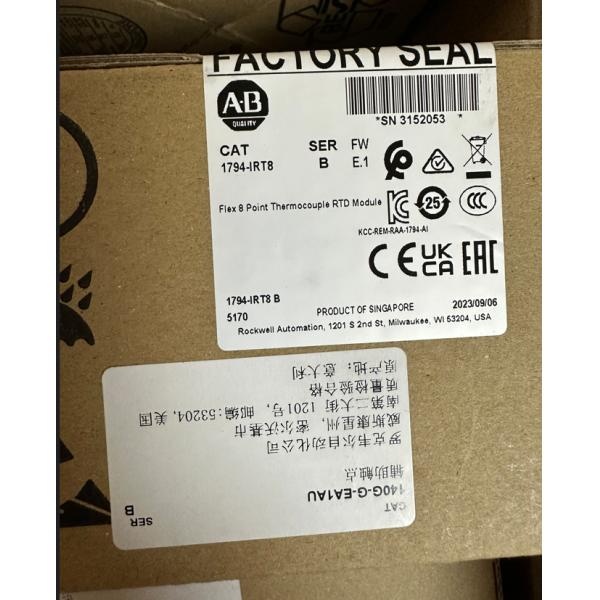 FACTORY SEAL
A-B
QUALITY
*SN 3152053 *
CAT
1794-IRT8
SER
B
FW
E.1
Flex 8 Point Thermocouple RTD Module
25
CCC
KCC-REM-RAA-1794-AI
CE UKCA EAC
1794-IRT8 B
5170
PRODUCT OF SINGAPORE
2023/09/06
Rockwell Automation, 1201 S 2nd St, Milwaukee, WI 53204, USA
CAT
140G-G-EA1AU
SER
B
辅助触点
罗克韦尔自动化公司
威斯康星州, 密尔沃基市
南第二大街 1201号, 邮编:53204, 美国
质量检验合格
原产地: 意大利